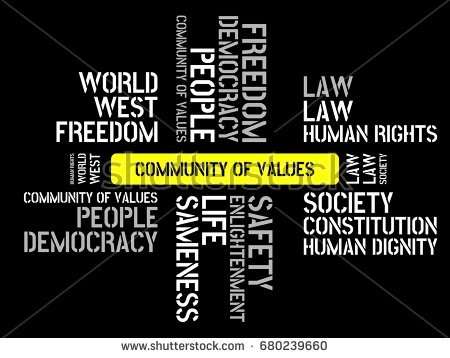 COMMUNITY OF VALUES
PEOPLE
DEMOCRACY
FREEDOM
WORLD
WEST
FREEDOM
LAW
LAW
HUMAN RIGHTS
HUMAN RIGHTS
WORLD
WEST
COMMUNITY OF VALUES
LAW
LAW
SOCIETY
shutterstock
COMMUNITY OF VALUES
PEOPLE
DEMOCRACY
SAMENESS
LIFE
ENLIGHTENMENT
SAFETY
SOCIETY
CONSTITUTION
HUMAN DIGNITY
www.shutterstock.com · 680239660